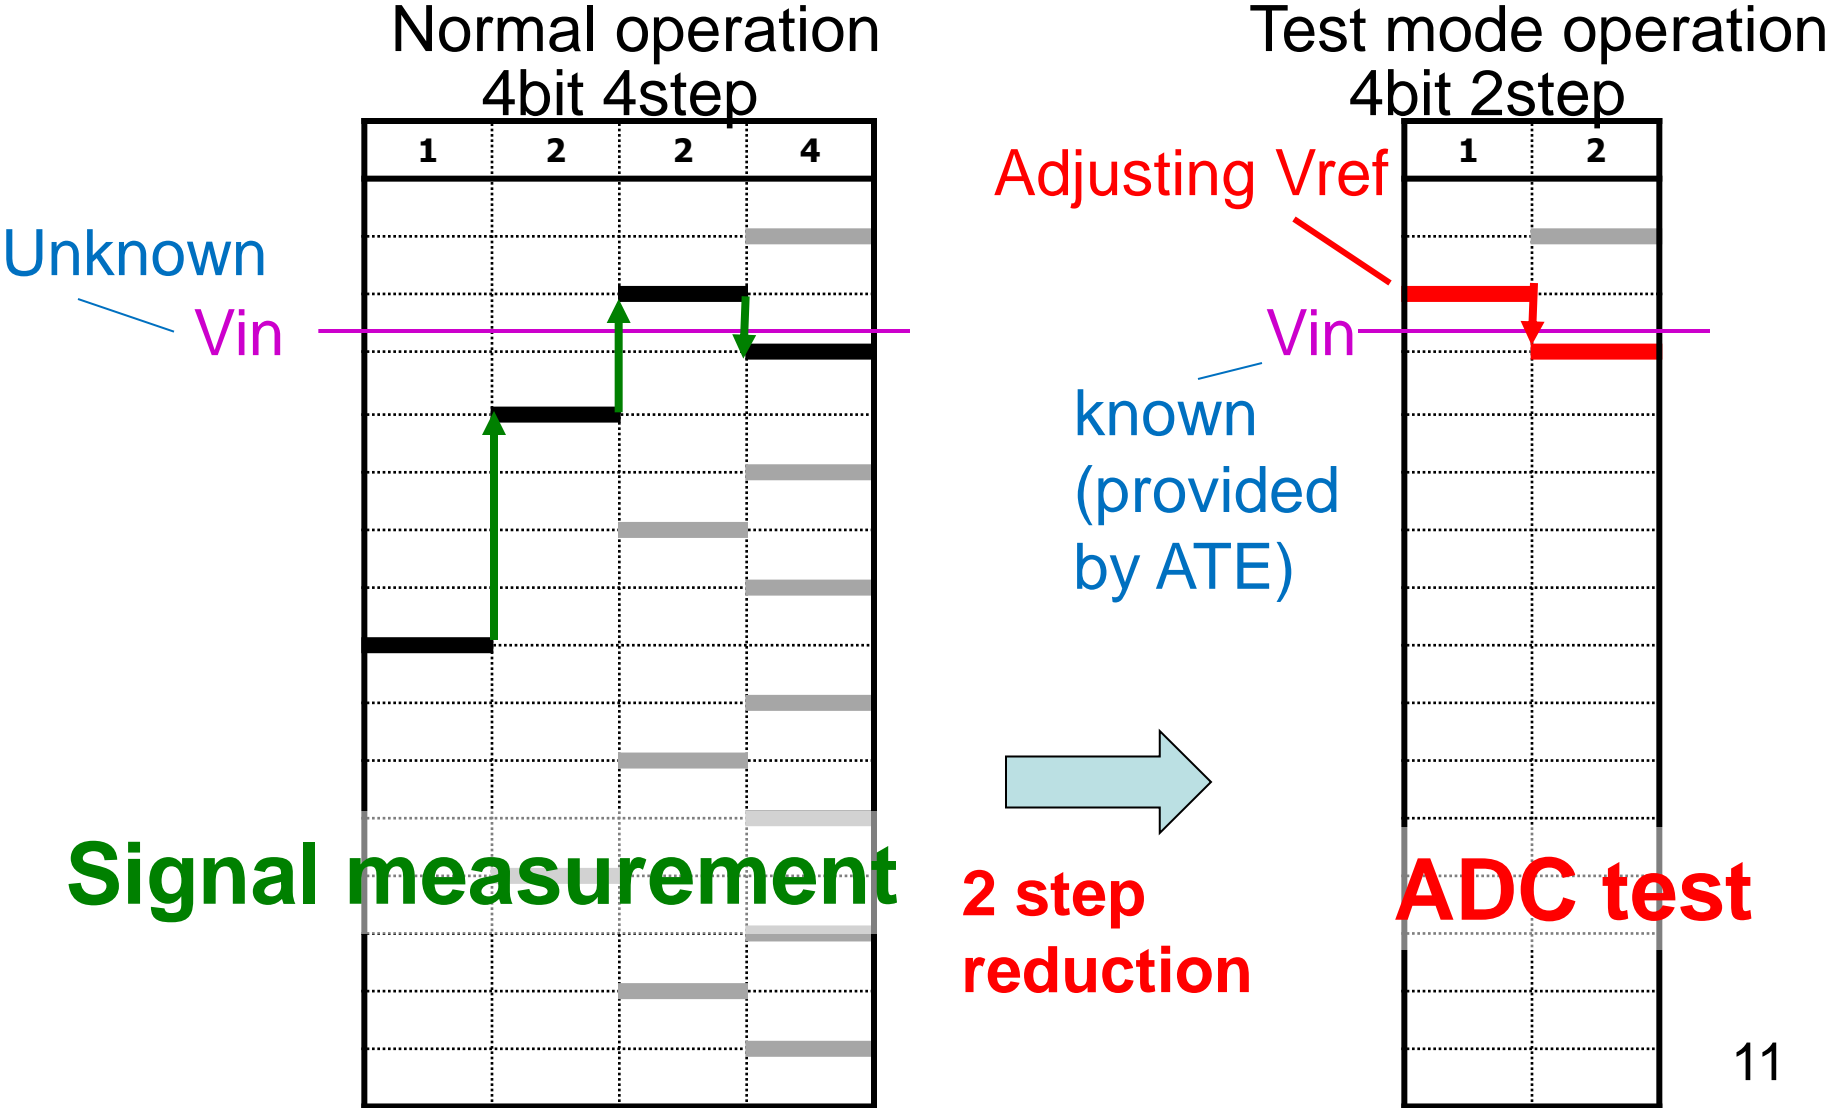 Normal operation
4bit 4step
1 2 2 4
Unknown
Vin
Signal measurement
2 step
reduction
Test mode operation
4bit 2step
1 2
Adjusting Vref
Vin
known
(provided
by ATE)
ADC test
11